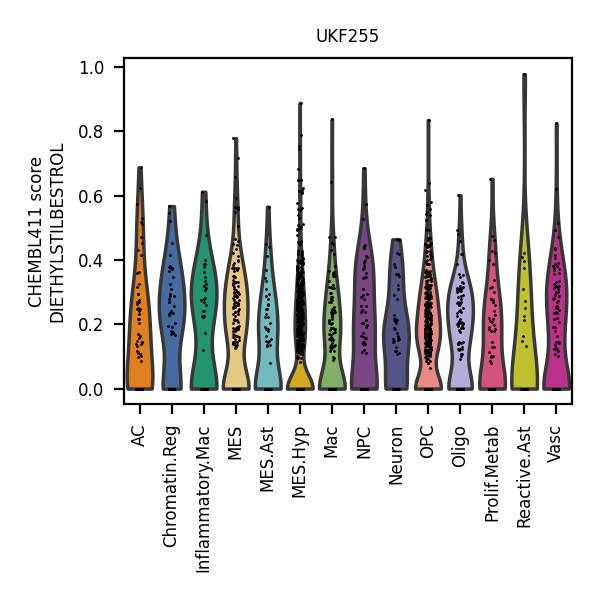 UKF255
CHEMBL411 score
DIETHYLSTILBESTROL
1.0
0.8
0.6
0.4
0.2
0.0
AC
Chromatin.Reg
Inflammatory.Mac
MES
MES.Ast
MES.Hyp
Mac
NPC
Neuron
OPC
Oligo
Prolif.Metab
Reactive.Ast
Vasc